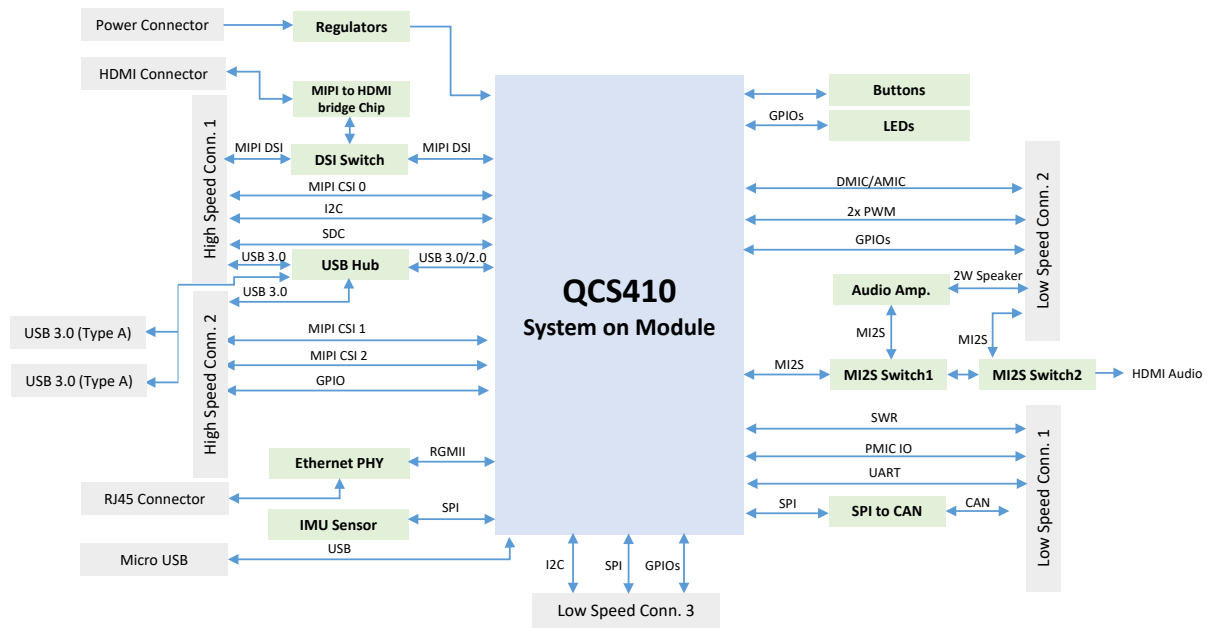 Power Connector
Regulators
HDMI Connector
MIPI to HDMI
bridge Chip
High Speed Conn. 1
MIPI DSI
DSI Switch
MIPI DSI
MIPI CSI 0
I2C
SDC
USB 3.0
USB Hub
USB 3.0/2.0
USB 3.0
High Speed Conn. 2
USB 3.0 (Type A)
USB 3.0 (Type A)
MIPI CSI 1
MIPI CSI 2
GPIO
Ethernet PHY
RGMII
RJ45 Connector
IMU Sensor
SPI
Micro USB
USB
QCS410
System on Module
Buttons
GPIOs
LEDs
DMIC/AMIC
2x PWM
GPIOs
Low Speed Conn. 2
Audio Amp.
2W Speaker
MI2S
MI2S
MI2S
MI2S Switch1
MI2S Switch2
HDMI Audio
SWR
PMIC IO
UART
SPI
SPI to CAN
CAN
Low Speed Conn. 1
I2C
SPI
GPIOs
Low Speed Conn. 3